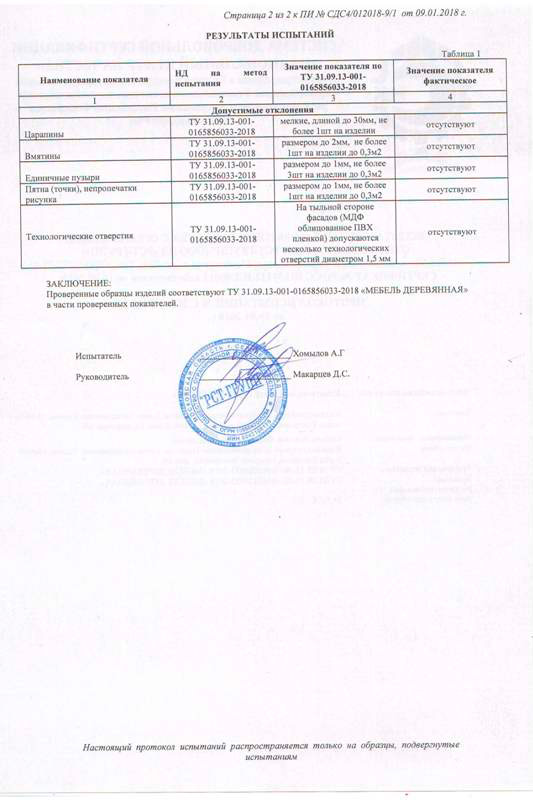 Страница 2 из 2 к ПИ № СДС4/012018-9/1 от 09.01.2018 г.
РЕЗУЛЬТАТЫ ИСПЫТАНИЙ
Таблица 1
Наименование показателя
НД на метод
испытания
Значение показателя по
ТУ 31.09.13-001-
0165856033-2018
Значение показателя
фактическое
1 2 3 4
Допустимые отклонения
Царапины
ТУ 31.09.13-001-
0165856033-2018
мелкие, длиной до 30мм, не
более 1шт на изделии
отсутствуют
Вмятины
ТУ 31.09.13-001-
0165856033-2018
размером до 2мм, не более
1шт на изделии до 0,3м2
отсутствуют
Единичные пузыри
ТУ 31.09.13-001-
0165856033-2018
размером до 1мм, не более
3шт на изделии до 0,3м2
отсутствуют
Пятна (точки), непропечатки
рисунка
ТУ 31.09.13-001-
0165856033-2018
размером до 1мм, не более
1шт на изделии до 0,3м2
отсутствуют
Технологические отверстия
ТУ 31.09.13-001-
0165856033-2018
На тыльной стороне
фасадов (МДФ
облицованное ПВХ
пленкой) допускаются
несколько технологических
отверстий диаметром 1,5 мм
отсутствуют
ЗАКЛЮЧЕНИЕ:
Проверенные образцы изделий соответствуют ТУ 31.09.13-001-0165856033-2018 «МЕБЕЛЬ ДЕРЕВЯННАЯ»
в части проверенных показателей.
Испытатель Хомылов А.Г
Руководитель Макарцев Д.С.
"РСТ-ГРУПП"
Настоящий протокол испытаний распространяется только на образцы, подвергнутые
испытаниям